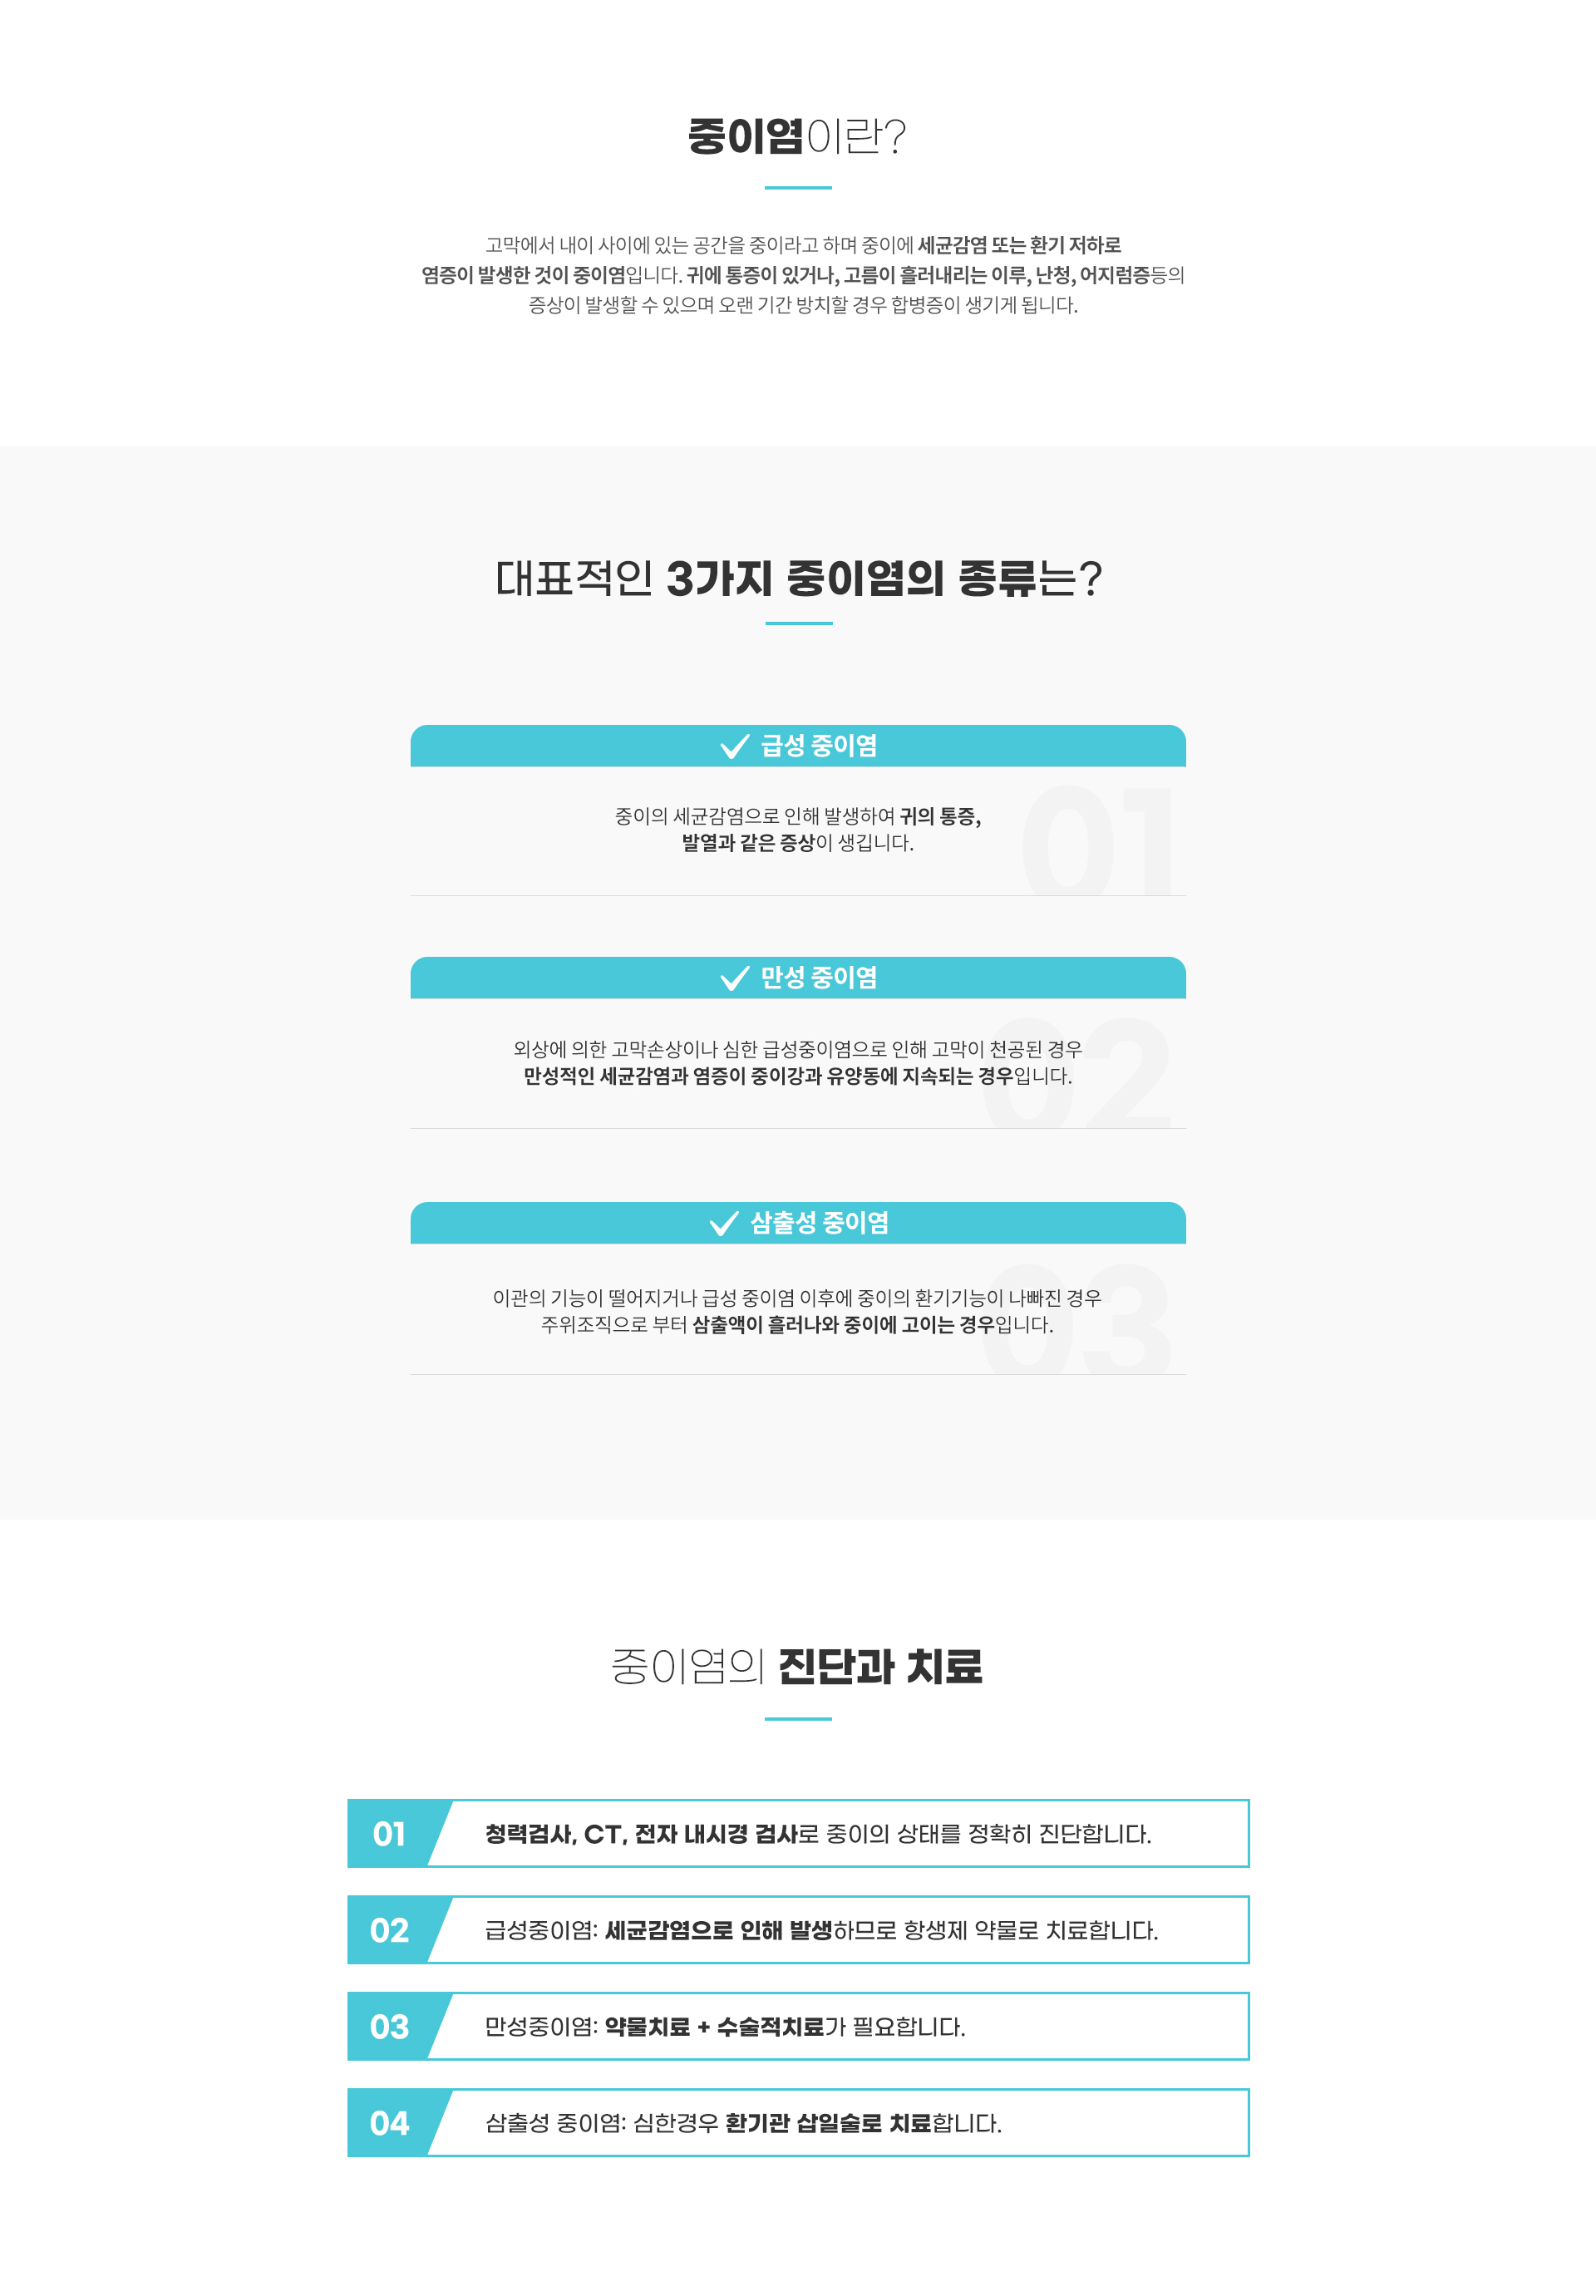 중이염이란?
고막에서 내이 사이에 있는 공간을 중이라고 하며 중이에 세균감염 또는 환기 저하로
염증이 발생한 것이 중이염입니다. 귀에 통증이 있거나, 고름이 흘러내리는 이루, 난청, 어지럼증등의
증상이 발생할 수 있으며 오랜 기간 방치할 경우 합병증이 생기게 됩니다.
대표적인 3가지 중이염의 종류는?
급성 중이염
01
중이의 세균감염으로 인해 발생하여 귀의 통증,
발열과 같은 증상이 생깁니다.
만성 중이염
02
외상에 의한 고막손상이나 심한 급성중이염으로 인해 고막이 천공된 경우
만성적인 세균감염과 염증이 중이강과 유양동에 지속되는 경우입니다.
삼출성 중이염
03
이관의 기능이 떨어지거나 급성 중이염 이후에 중이의 환기기능이 나빠진 경우
주위조직으로 부터 삼출액이 흘러나와 중이에 고이는 경우입니다.
중이염의 진단과 치료
01 청력검사, CT, 전자 내시경 검사로 중이의 상태를 정확히 진단합니다.
02 급성중이염: 세균감염으로 인해 발생하므로 항생제 약물로 치료합니다.
03 만성중이염: 약물치료 + 수술적치료가 필요합니다.
04 삼출성 중이염: 심한경우 환기관 삽일술로 치료합니다.